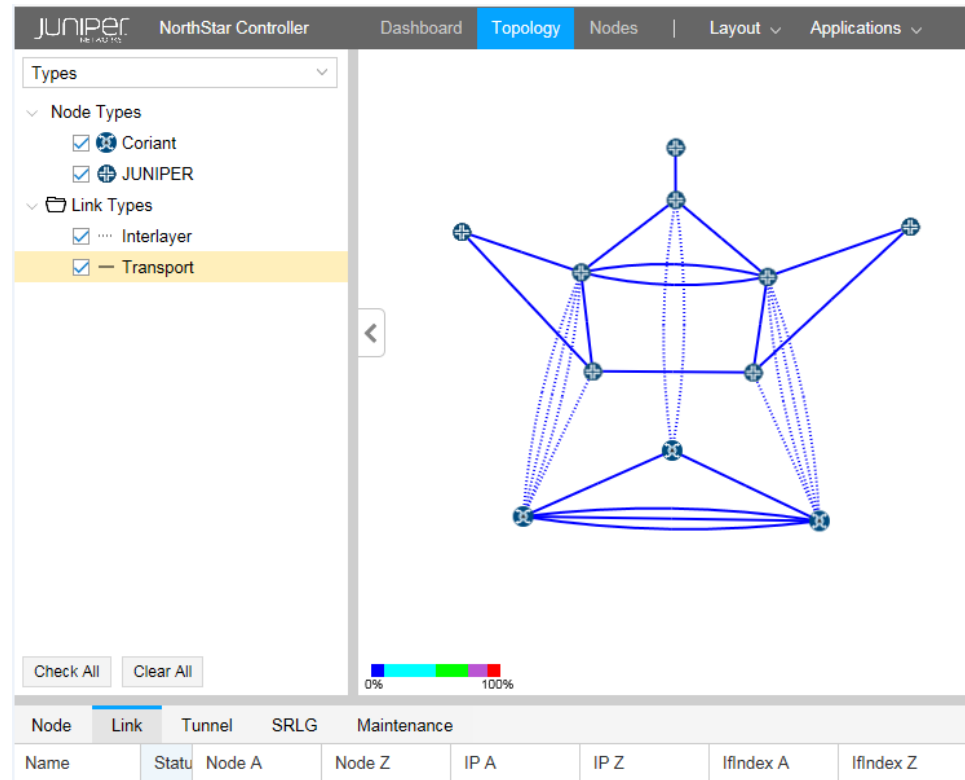 JUNIPER NETWORKS NorthStar Controller Dashboard Topology Nodes | Layout Applications
Types
Node Types
Coriant
JUNIPER
Link Types
Interlayer
Transport
Check All Clear All
0% 100%
Node Link Tunnel SRLG Maintenance
Name Statu Node A Node Z IP A IP Z IfIndex A IfIndex Z